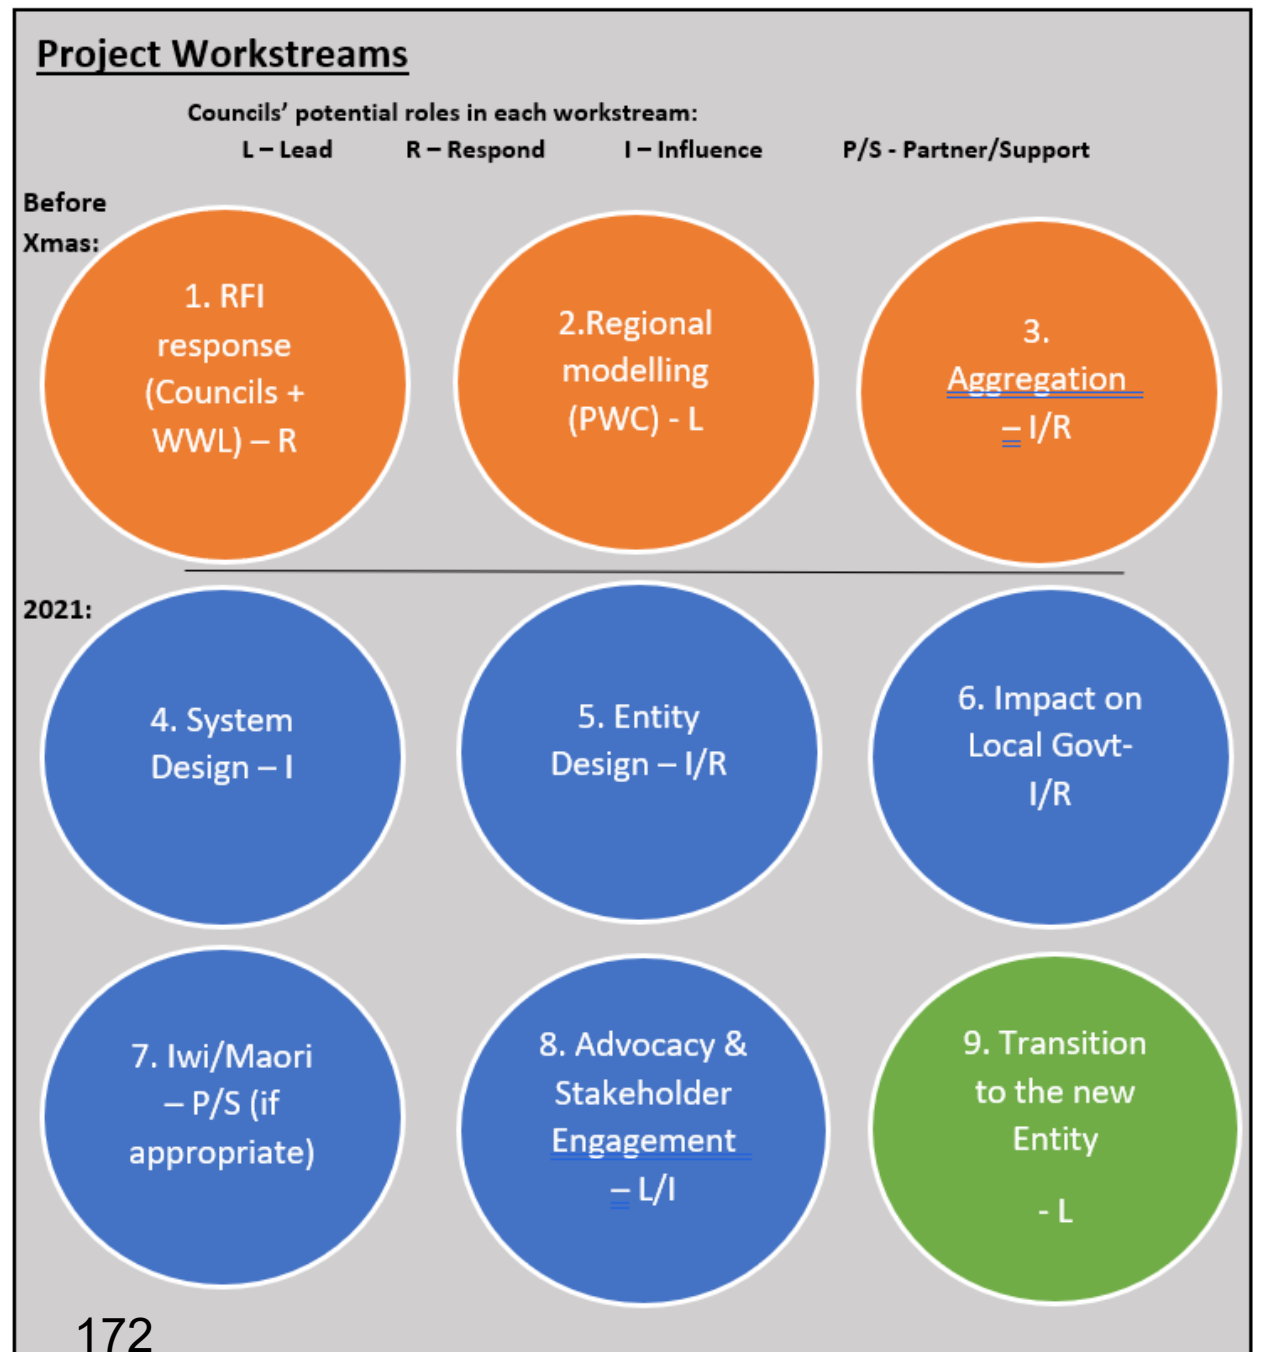 Project Workstreams
Councils’ potential roles in each workstream:
L – Lead R – Respond I – Influence P/S - Partner/Support
Before
Xmas:
1. RFI
response
(Councils +
WWL) – R
2.Regional
modelling
(PWC) - L
3.
Aggregation
– I/R
2021:
4. System
Design – I
5. Entity
Design – I/R
6. Impact on
Local Govt-
I/R
7. Iwi/Maori
– P/S (if
appropriate)
8. Advocacy &
Stakeholder
Engagement
– L/I
9. Transition
to the new
Entity
- L
172